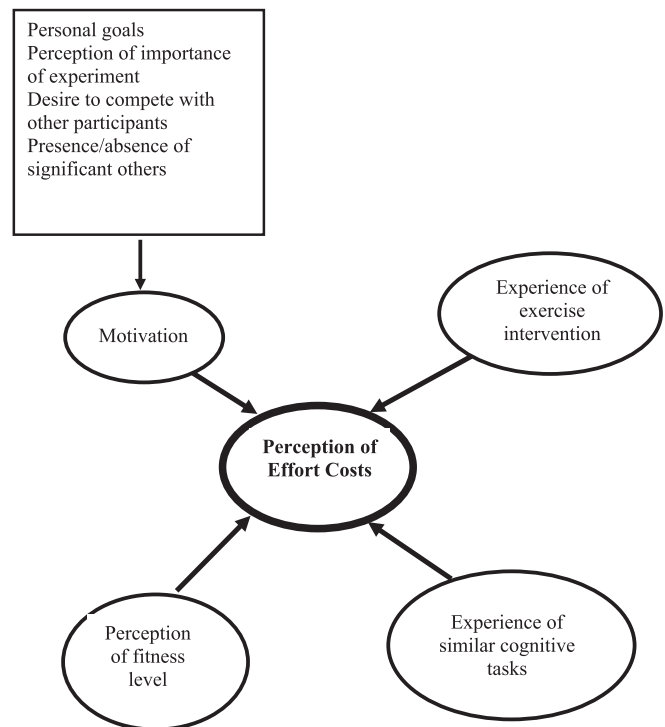 Personal goals
Perception of importance
of experiment
Desire to compete with
other participants
Presence/absence of
significant others
Experience of
exercise
intervention
Motivation
Perception of
Effort Costs
Perception
of fitness
level
Experience of
similar cognitive
tasks